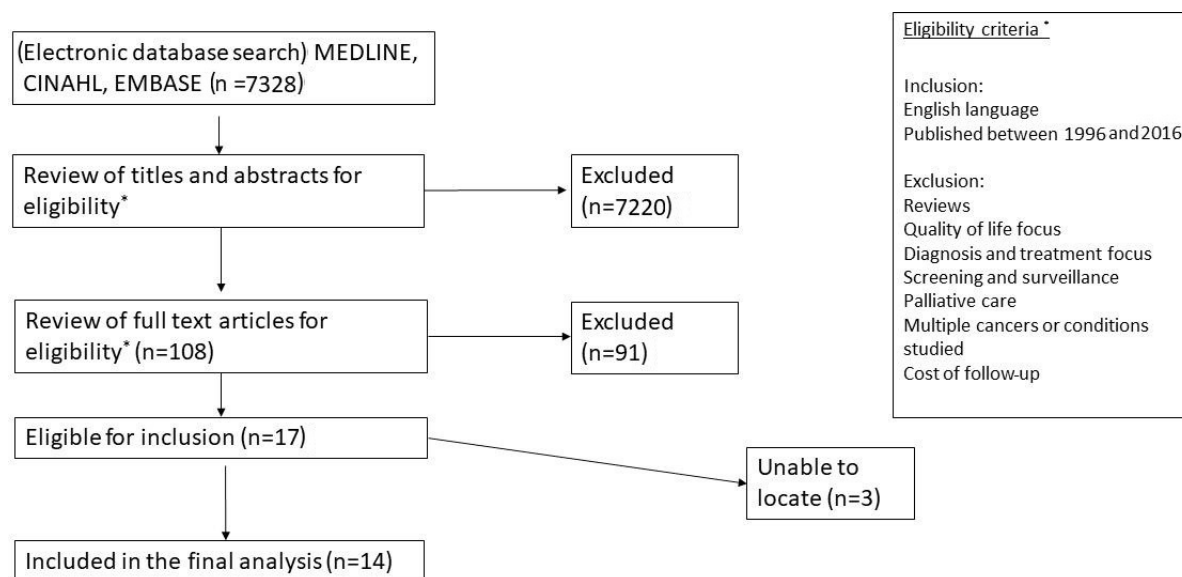 (Electronic database search) MEDLINE,
CINAHL, EMBASE (n =7328)
Review of titles and abstracts for
eligibility*
Excluded
(n=7220)
Review of full text articles for
eligibility* (n=108)
Excluded
(n=91)
Eligible for inclusion (n=17)
Unable to
locate (n=3)
Included in the final analysis (n=14)
Eligibility criteria *
Inclusion:
English language
Published between 1996 and 2016
Exclusion:
Reviews
Quality of life focus
Diagnosis and treatment focus
Screening and surveillance
Palliative care
Multiple cancers or conditions
studied
Cost of follow-up